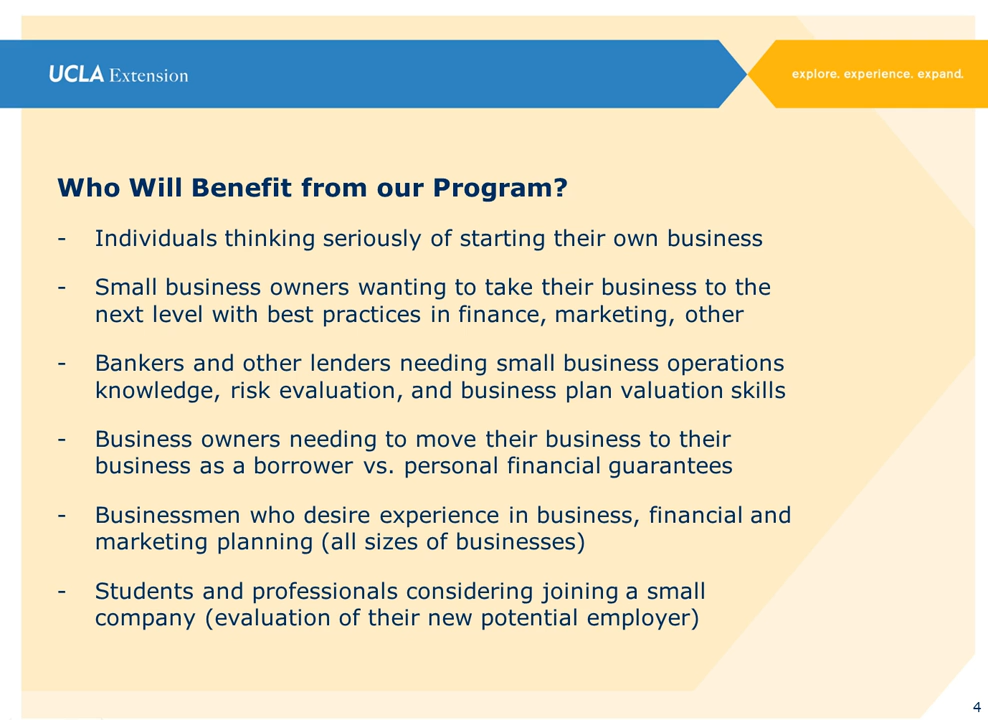 UCLA Extension
explore. experience. expand.
Who Will Benefit from our Program?
- Individuals thinking seriously of starting their own business
- Small business owners wanting to take their business to the
next level with best practices in finance, marketing, other
- Bankers and other lenders needing small business operations
knowledge, risk evaluation, and business plan valuation skills
- Business owners needing to move their business to their
business as a borrower vs. personal financial guarantees
- Businessmen who desire experience in business, financial and
marketing planning (all sizes of businesses)
- Students and professionals considering joining a small
company (evaluation of their new potential employer)
4